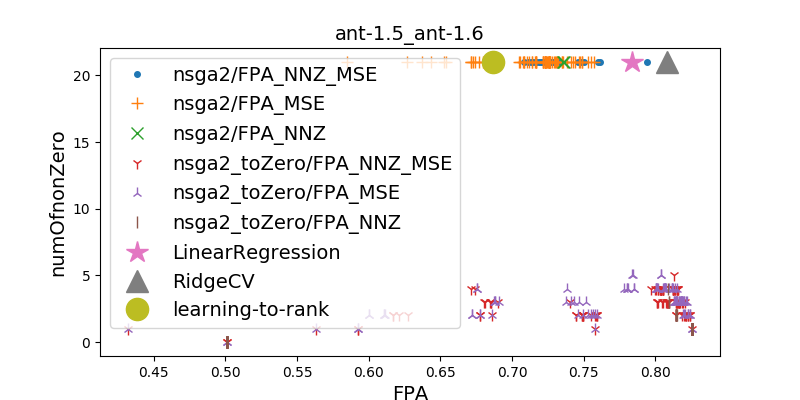 ant-1.5_ant-1.6
numOfnonZero
20
15
10
5
0
nsga2/FPA_NNZ_MSE
nsga2/FPA_MSE
nsga2/FPA_NNZ
nsga2_toZero/FPA_NNZ_MSE
nsga2_toZero/FPA_MSE
nsga2_toZero/FPA_NNZ
LinearRegression
RidgeCV
learning-to-rank
0.45 0.50 0.55 0.60 0.65 0.70 0.75 0.80
FPA